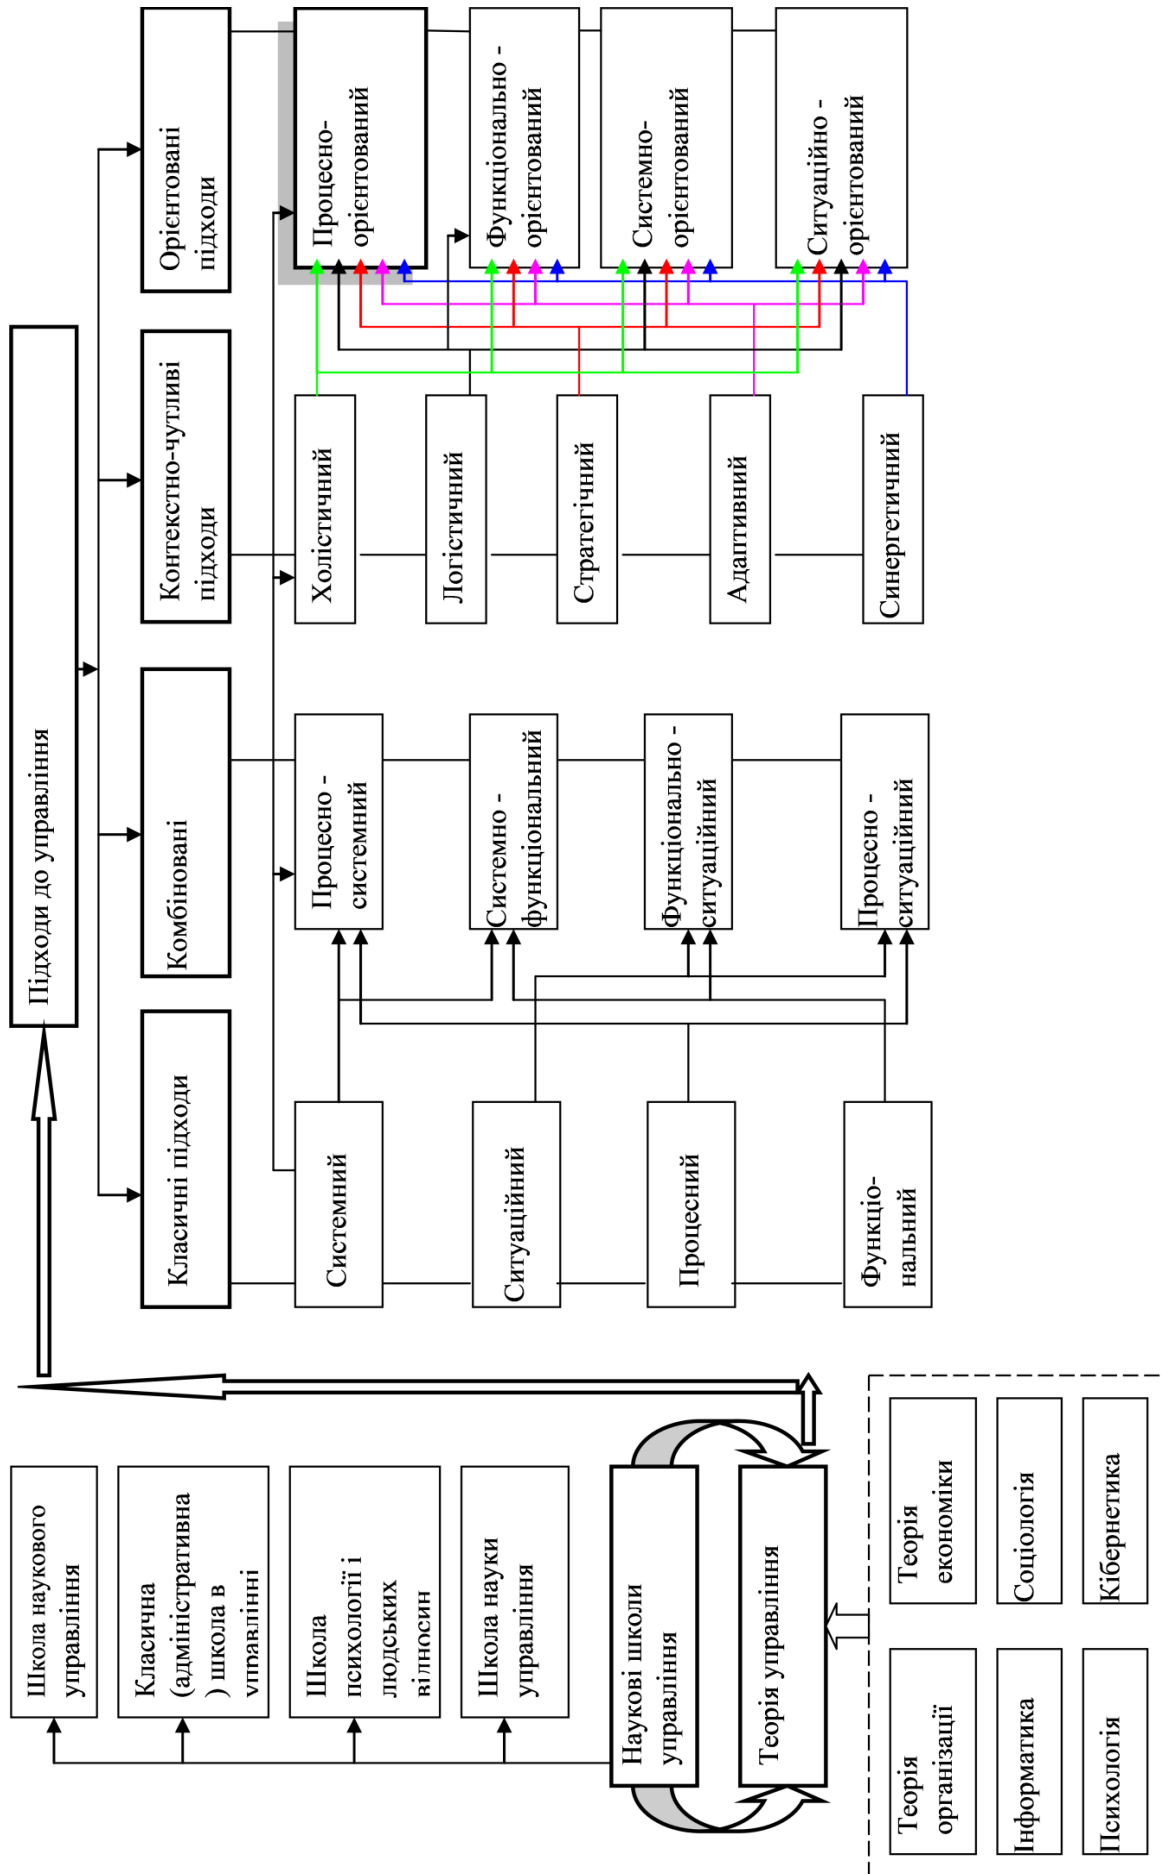 Підходи до управління
Класичні підходи
Комбіновані
Контекстно-чутливі
підходи
Орієнтовані
підходи
Системний
Ситуаційний
Процесний
Функціо-
нальний
Процесно -
системний
Системно -
функціональний
Функціонально -
ситуаційний
Процесно -
ситуаційний
Холістичний
Логістичний
Стратегічний
Адаптивний
Синергетичний
Процесно-
орієнтований
Функціонально -
орієнтований
Системно-
орієнтований
Ситуаційно -
орієнтований
Школа наукового
управління
Класична
(адміністративна
) школа в
управлінні
Школа
психології і
людських
відносин
Школа науки
управління
Наукові школи
управління
Теорія управління
Теорія
організації
Теорія
економіки
Інформатика
Соціологія
Психологія
Кібернетика